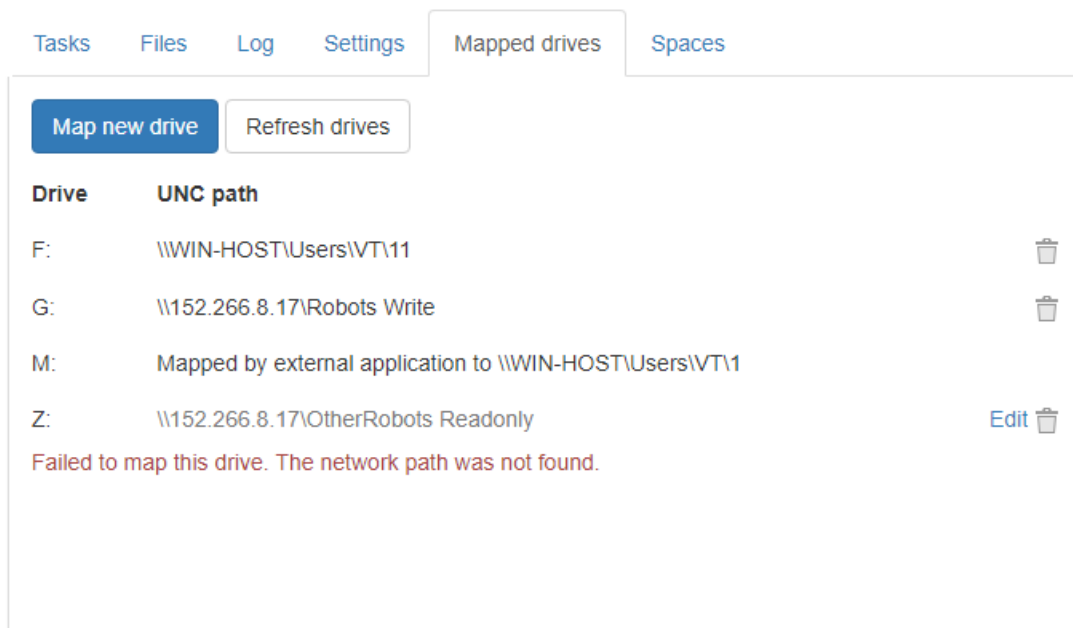 Tasks Files Log Settings Mapped drives Spaces
Map new drive Refresh drives
Drive UNC path
F: \\WIN-HOST\Users\VT\11
G: \\152.266.8.17\Robots Write
M: Mapped by external application to \\WIN-HOST\Users\VT\1
Z: \\152.266.8.17\OtherRobots Readonly Edit
Failed to map this drive. The network path was not found.